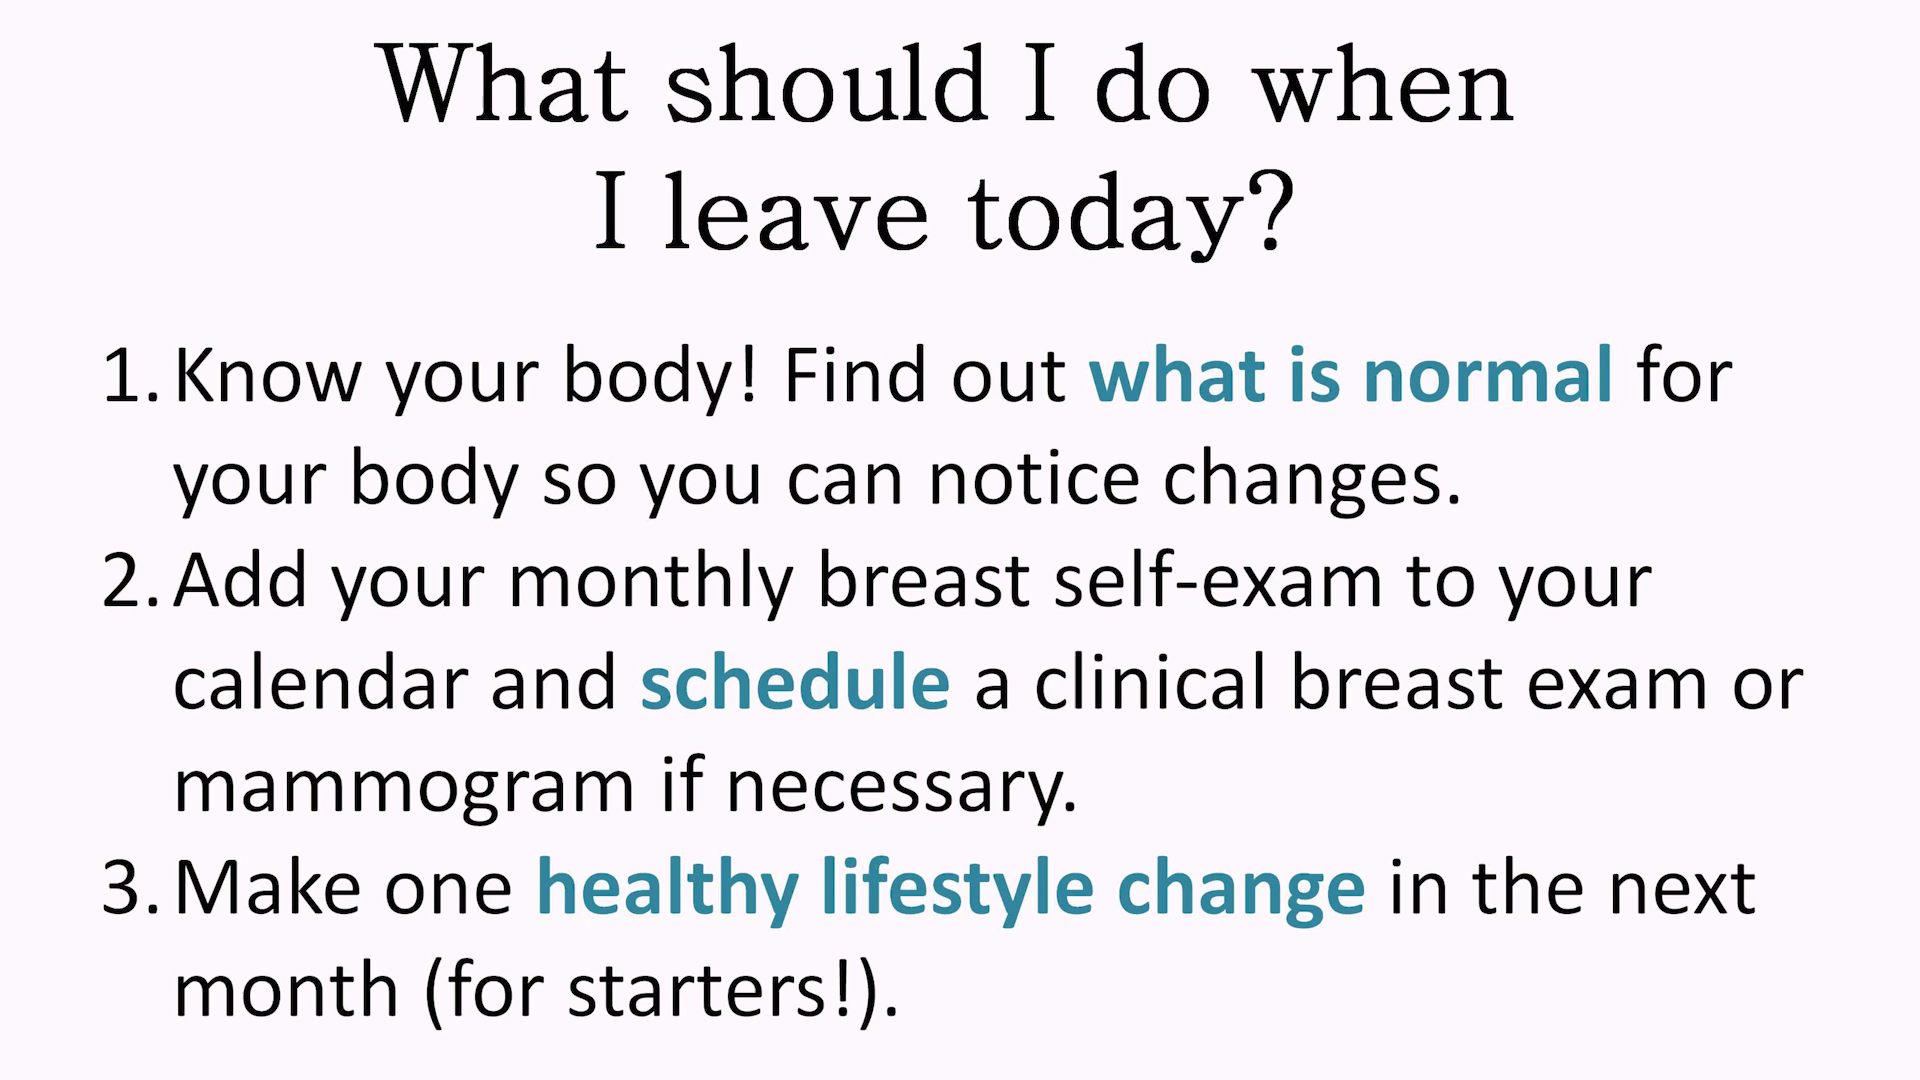 What should I do when
I leave today?
1. Know your body! Find out what is normal for
your body so you can notice changes.
2. Add your monthly breast self-exam to your
calendar and schedule a clinical breast exam or
mammogram if necessary.
3. Make one healthy lifestyle change in the next
month (for starters!).